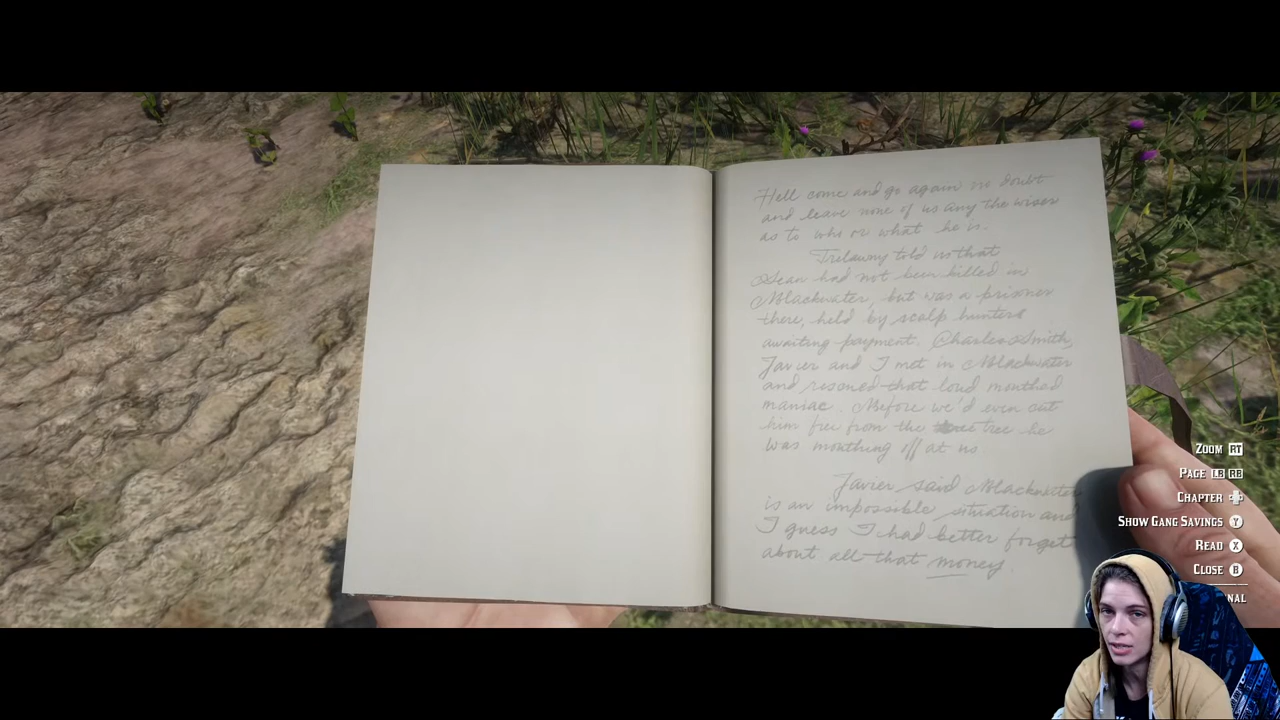 Hell come and go again no doubt
and leave none of us any the wiser
as to who or what he is.
Trelawny told us that
Sean had not been killed in
Blackwater, but was a prisoner
there, held by scalp hunters
awaiting payment. Charles Smith,
Javier and I met in Blackwater
and rescued that loud mouthed
maniac. Before we'd even cut
him free from the tree he
was mouthing off at us
Javier said Blackwater
is an impossible situation and
I guess I had better forget
about all that money.
ZOOM RT
PAGE LB RB
CHAPTER
SHOW GANG SAVINGS Y
READ X
CLOSE B
NAL